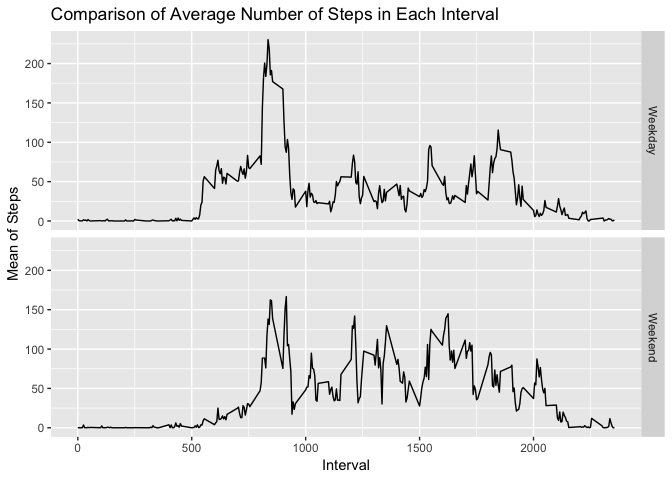 Comparison of Average Number of Steps in Each Interval
200
150
100
50
0
Weekday
Mean of Steps
200
150
100
50
0
Weekend
0 500 1000 1500 2000
Interval